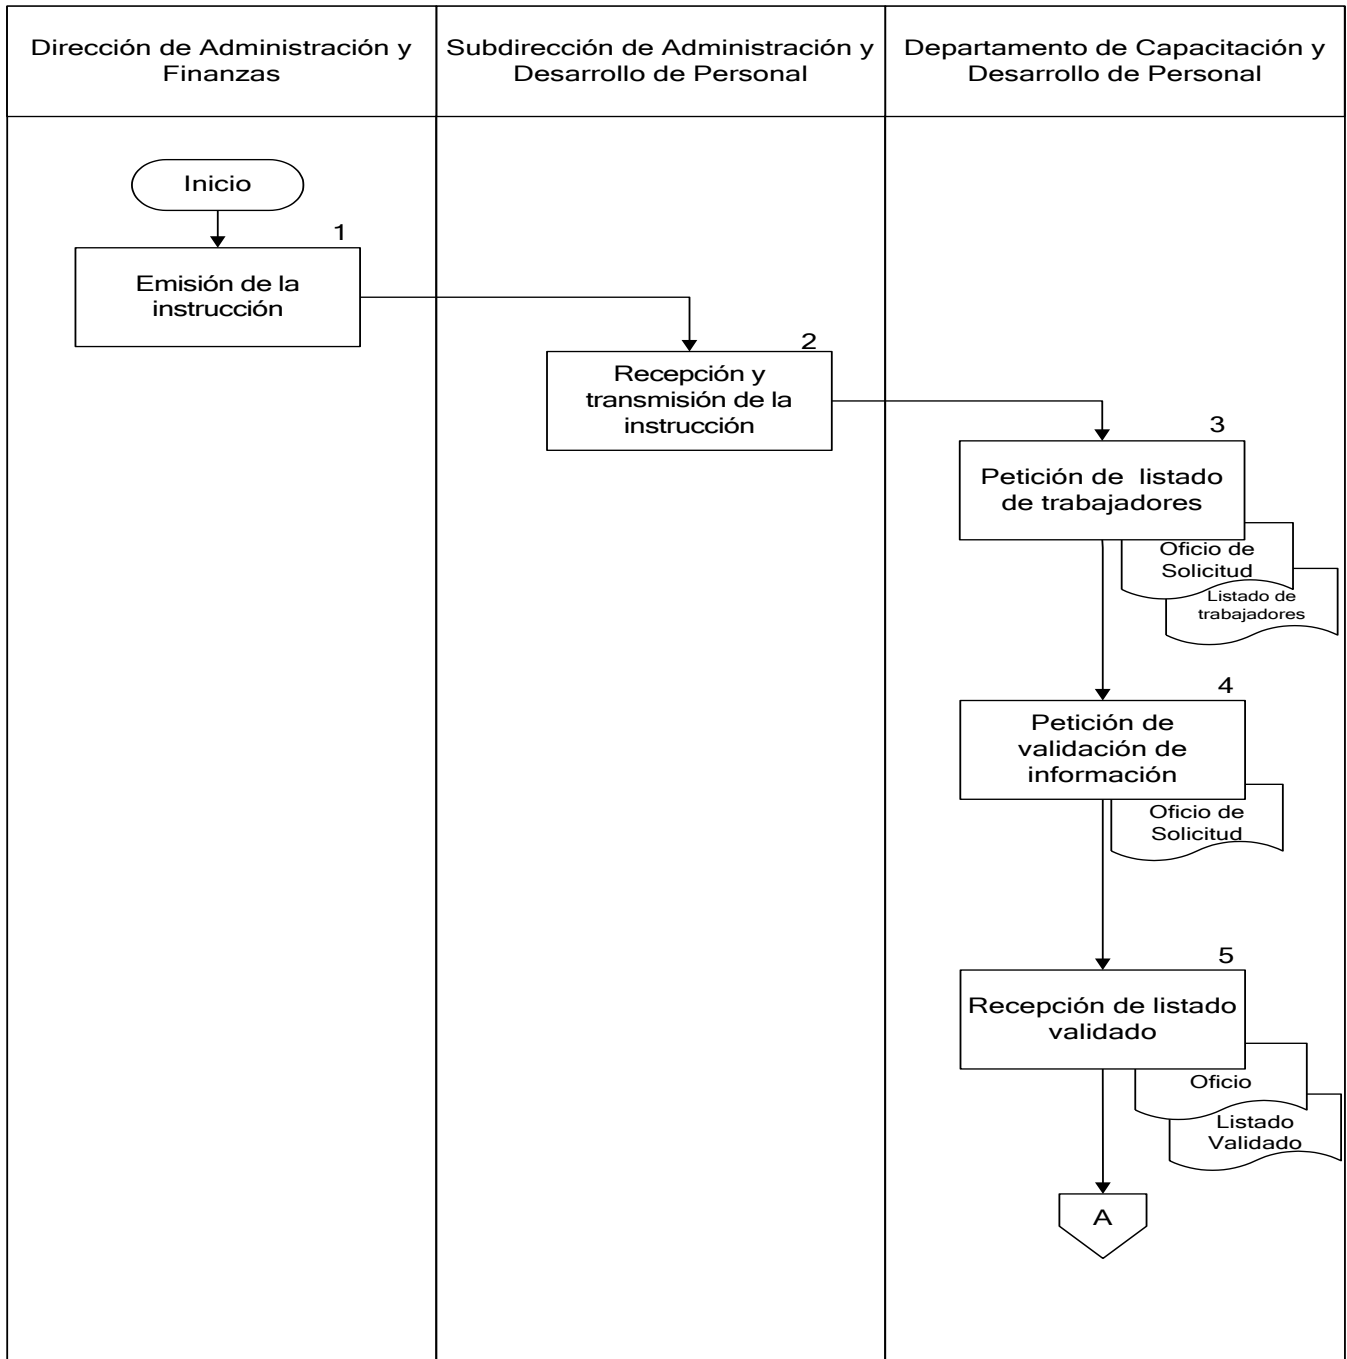 Dirección de Administración y
Finanzas
Subdirección de Administración y
Desarrollo de Personal
Departamento de Capacitación y
Desarrollo de Personal
Inicio
1
Emisión de la
instrucción
2
Recepción y
transmisión de la
instrucción
3
Petición de listado
de trabajadores
Oficio de
Solicitud
Listado de
trabajadores
4
Petición de
validación de
información
Oficio de
Solicitud
5
Recepción de listado
validado
Oficio
Listado
Validado
A